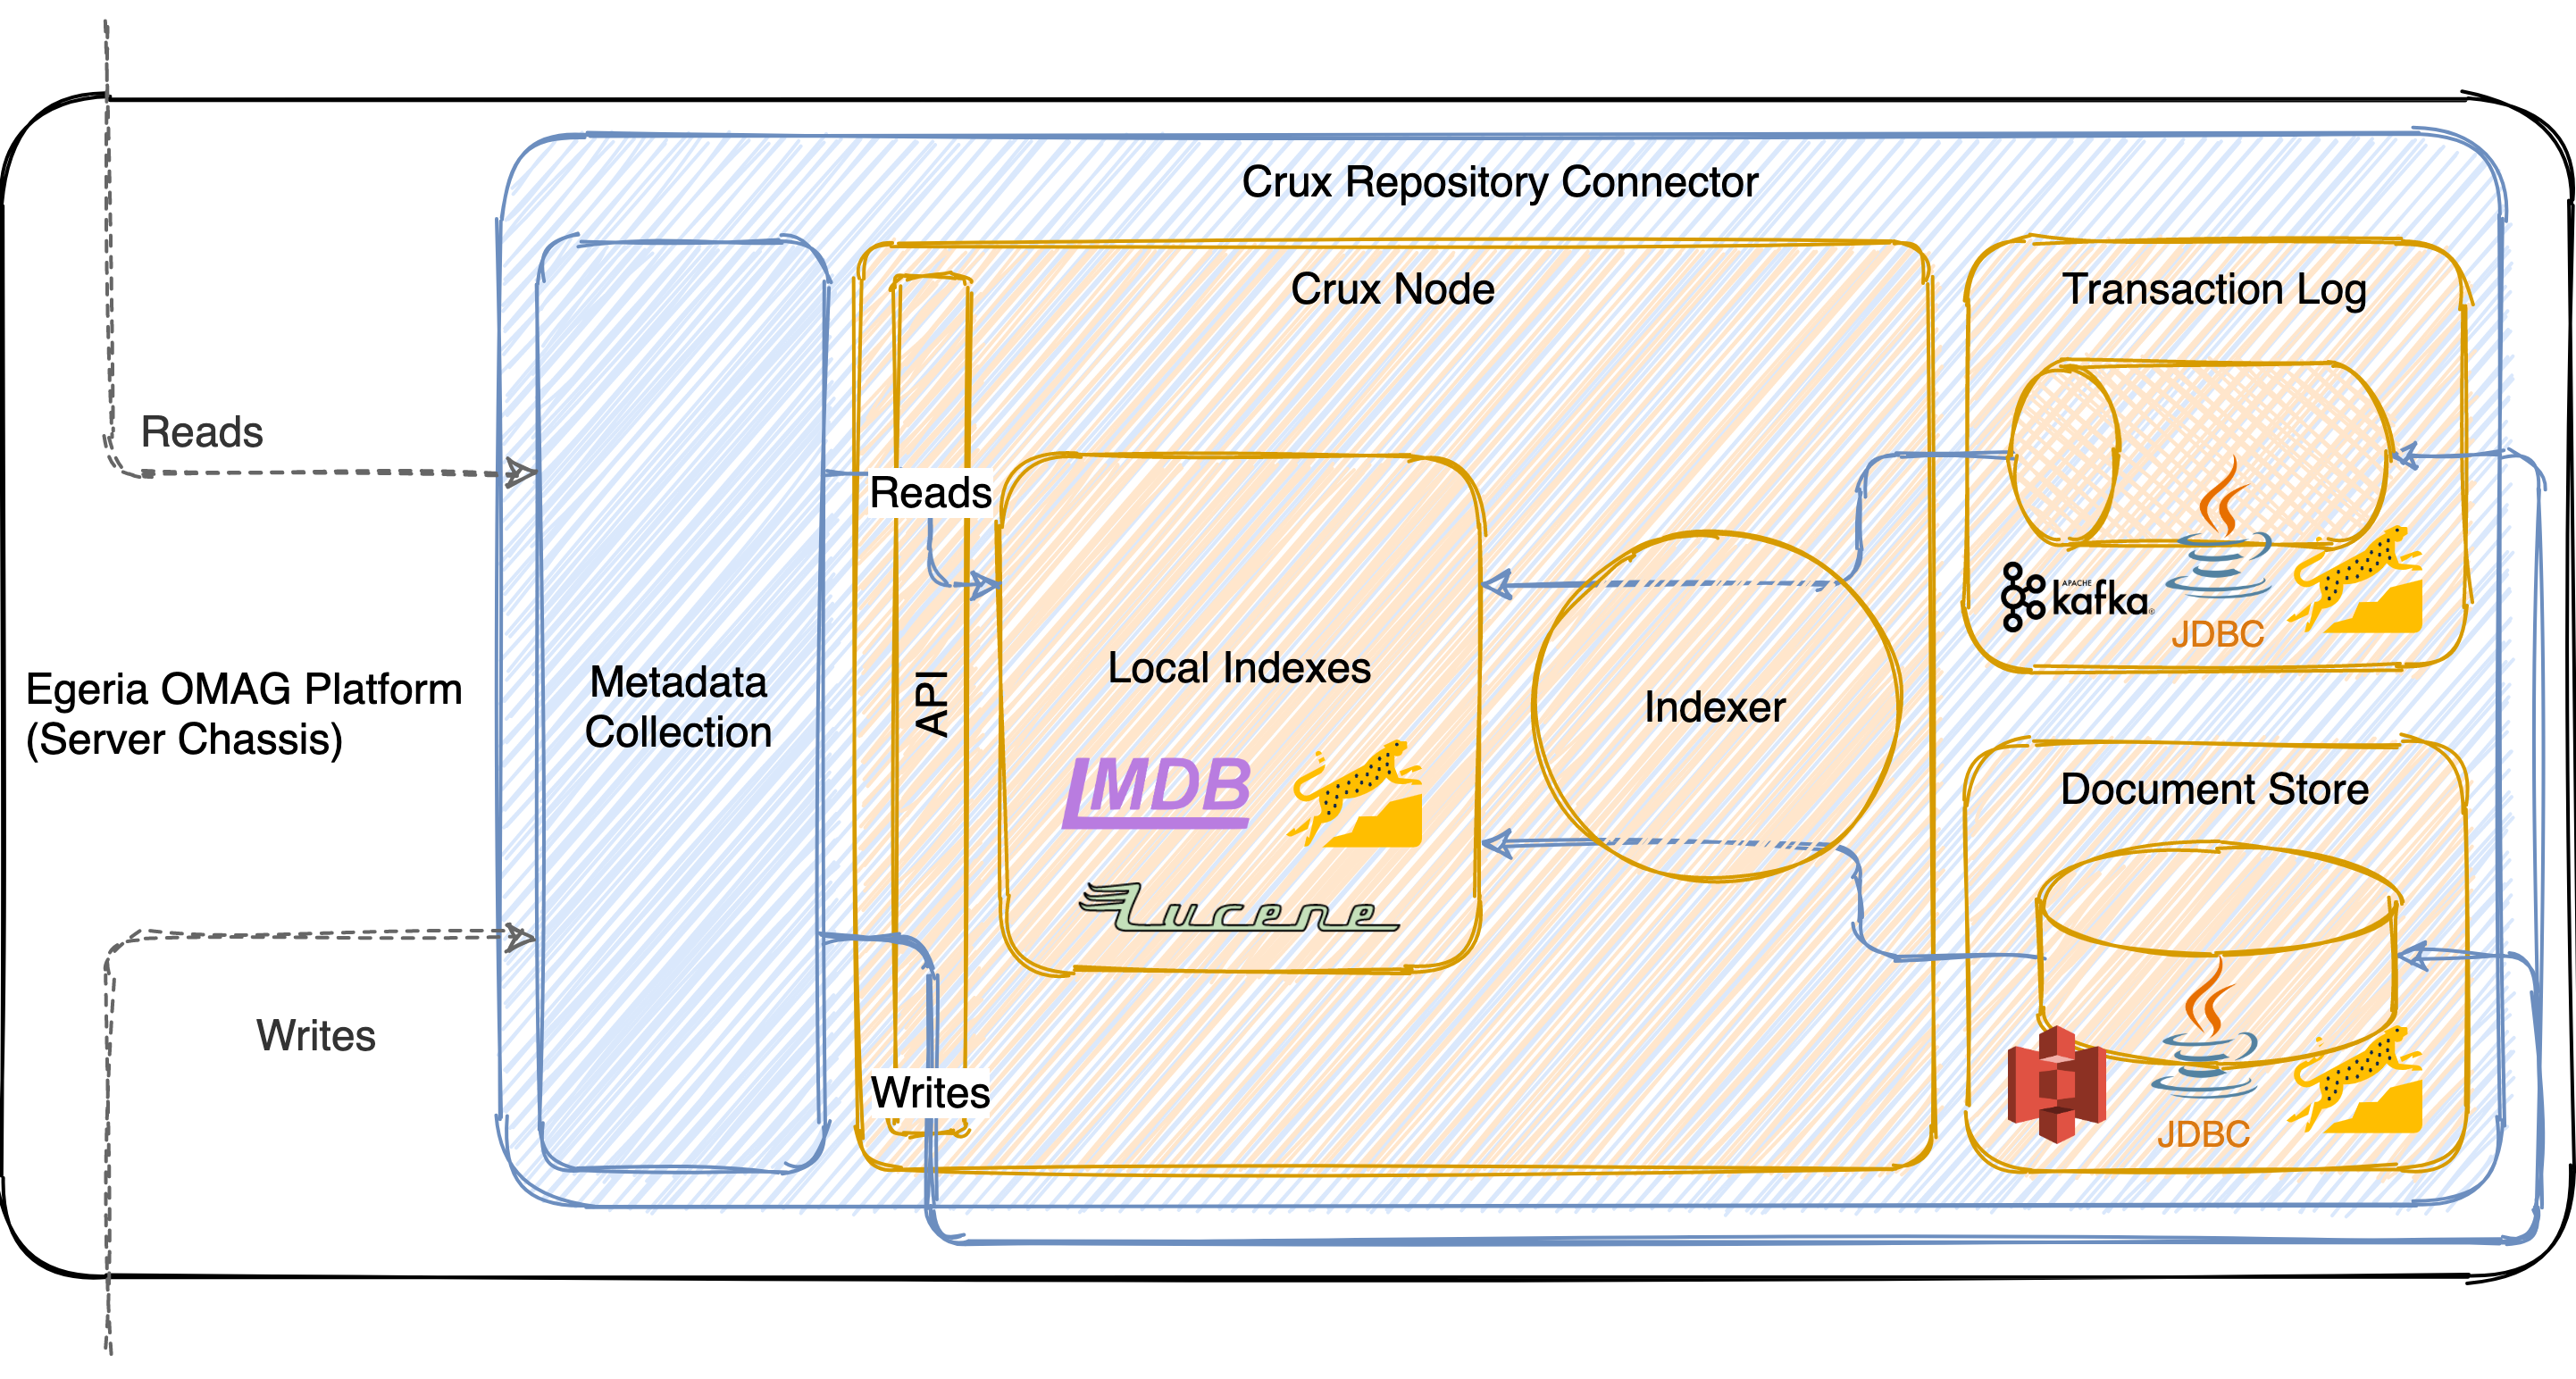 Crux Repository Connector
Crux Node
Transaction Log
Reads
Reads
APACHE
kafka®
JDBC
Egeria OMAG Platform
(Server Chassis)
Metadata
Collection
API
Local Indexes
LMDB
Lucene
Indexer
Document Store
Writes
Writes
JDBC